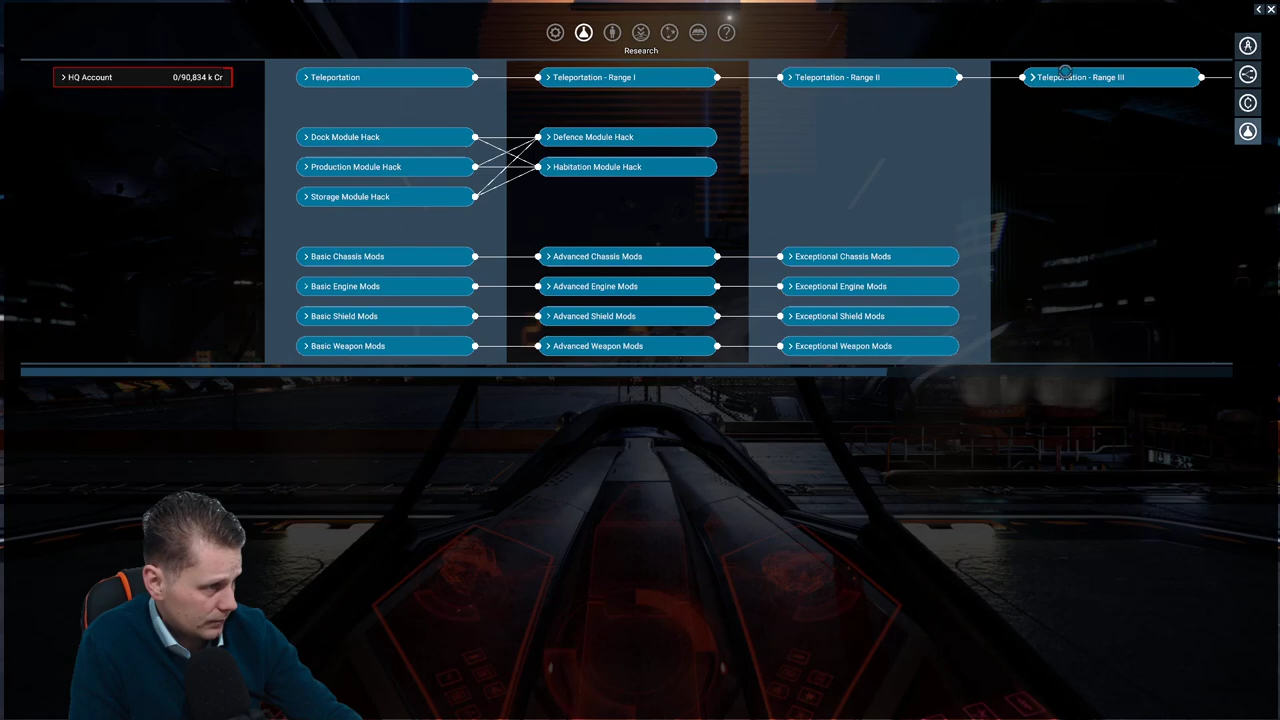 Research
HQ Account 0/90,834 k Cr
Teleportation
Teleportation - Range I
Teleportation - Range II
Teleportation - Range III
Dock Module Hack
Defence Module Hack
Production Module Hack
Habitation Module Hack
Storage Module Hack
Basic Chassis Mods
Advanced Chassis Mods
Exceptional Chassis Mods
Basic Engine Mods
Advanced Engine Mods
Exceptional Engine Mods
Basic Shield Mods
Advanced Shield Mods
Exceptional Shield Mods
Basic Weapon Mods
Advanced Weapon Mods
Exceptional Weapon Mods